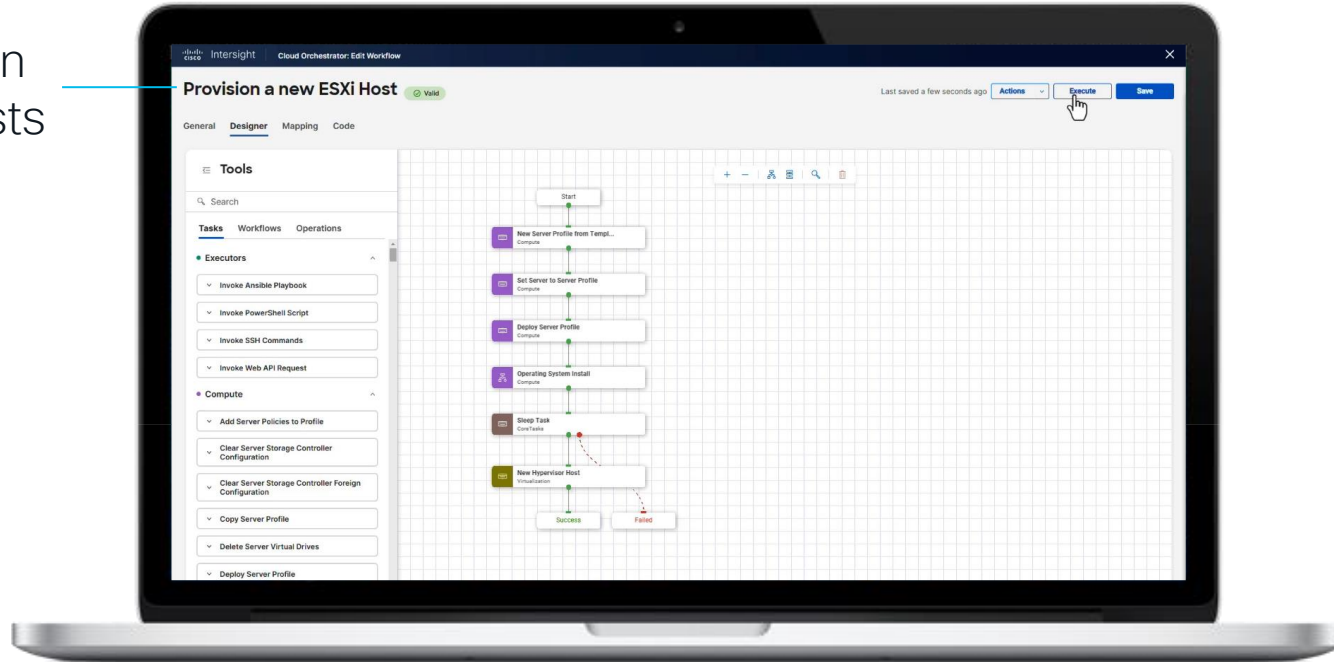 n
sts
cisco Intersight Cloud Orchestrator: Edit Workflow
Provision a new ESXi Host Valid
Last saved a few seconds ago Actions Execute Save
General Designer Mapping Code
Tools
Search
Tasks Workflows Operations
Executors
Invoke Ansible Playbook
Invoke PowerShell Script
Invoke SSH Commands
Invoke Web API Request
Compute
Add Server Policies to Profile
Clear Server Storage Controller
Configuration
Clear Server Storage Controller Foreign
Configuration
Copy Server Profile
Delete Server Virtual Drives
Deploy Server Profile
Start
New Server Profile from Templ...
Compute
Set Server to Server Profile
Compute
Deploy Server Profile
Compute
Operating System Install
Compute
Sleep Task
CoreTasks
New Hypervisor Host
Virtualization
Success Failed